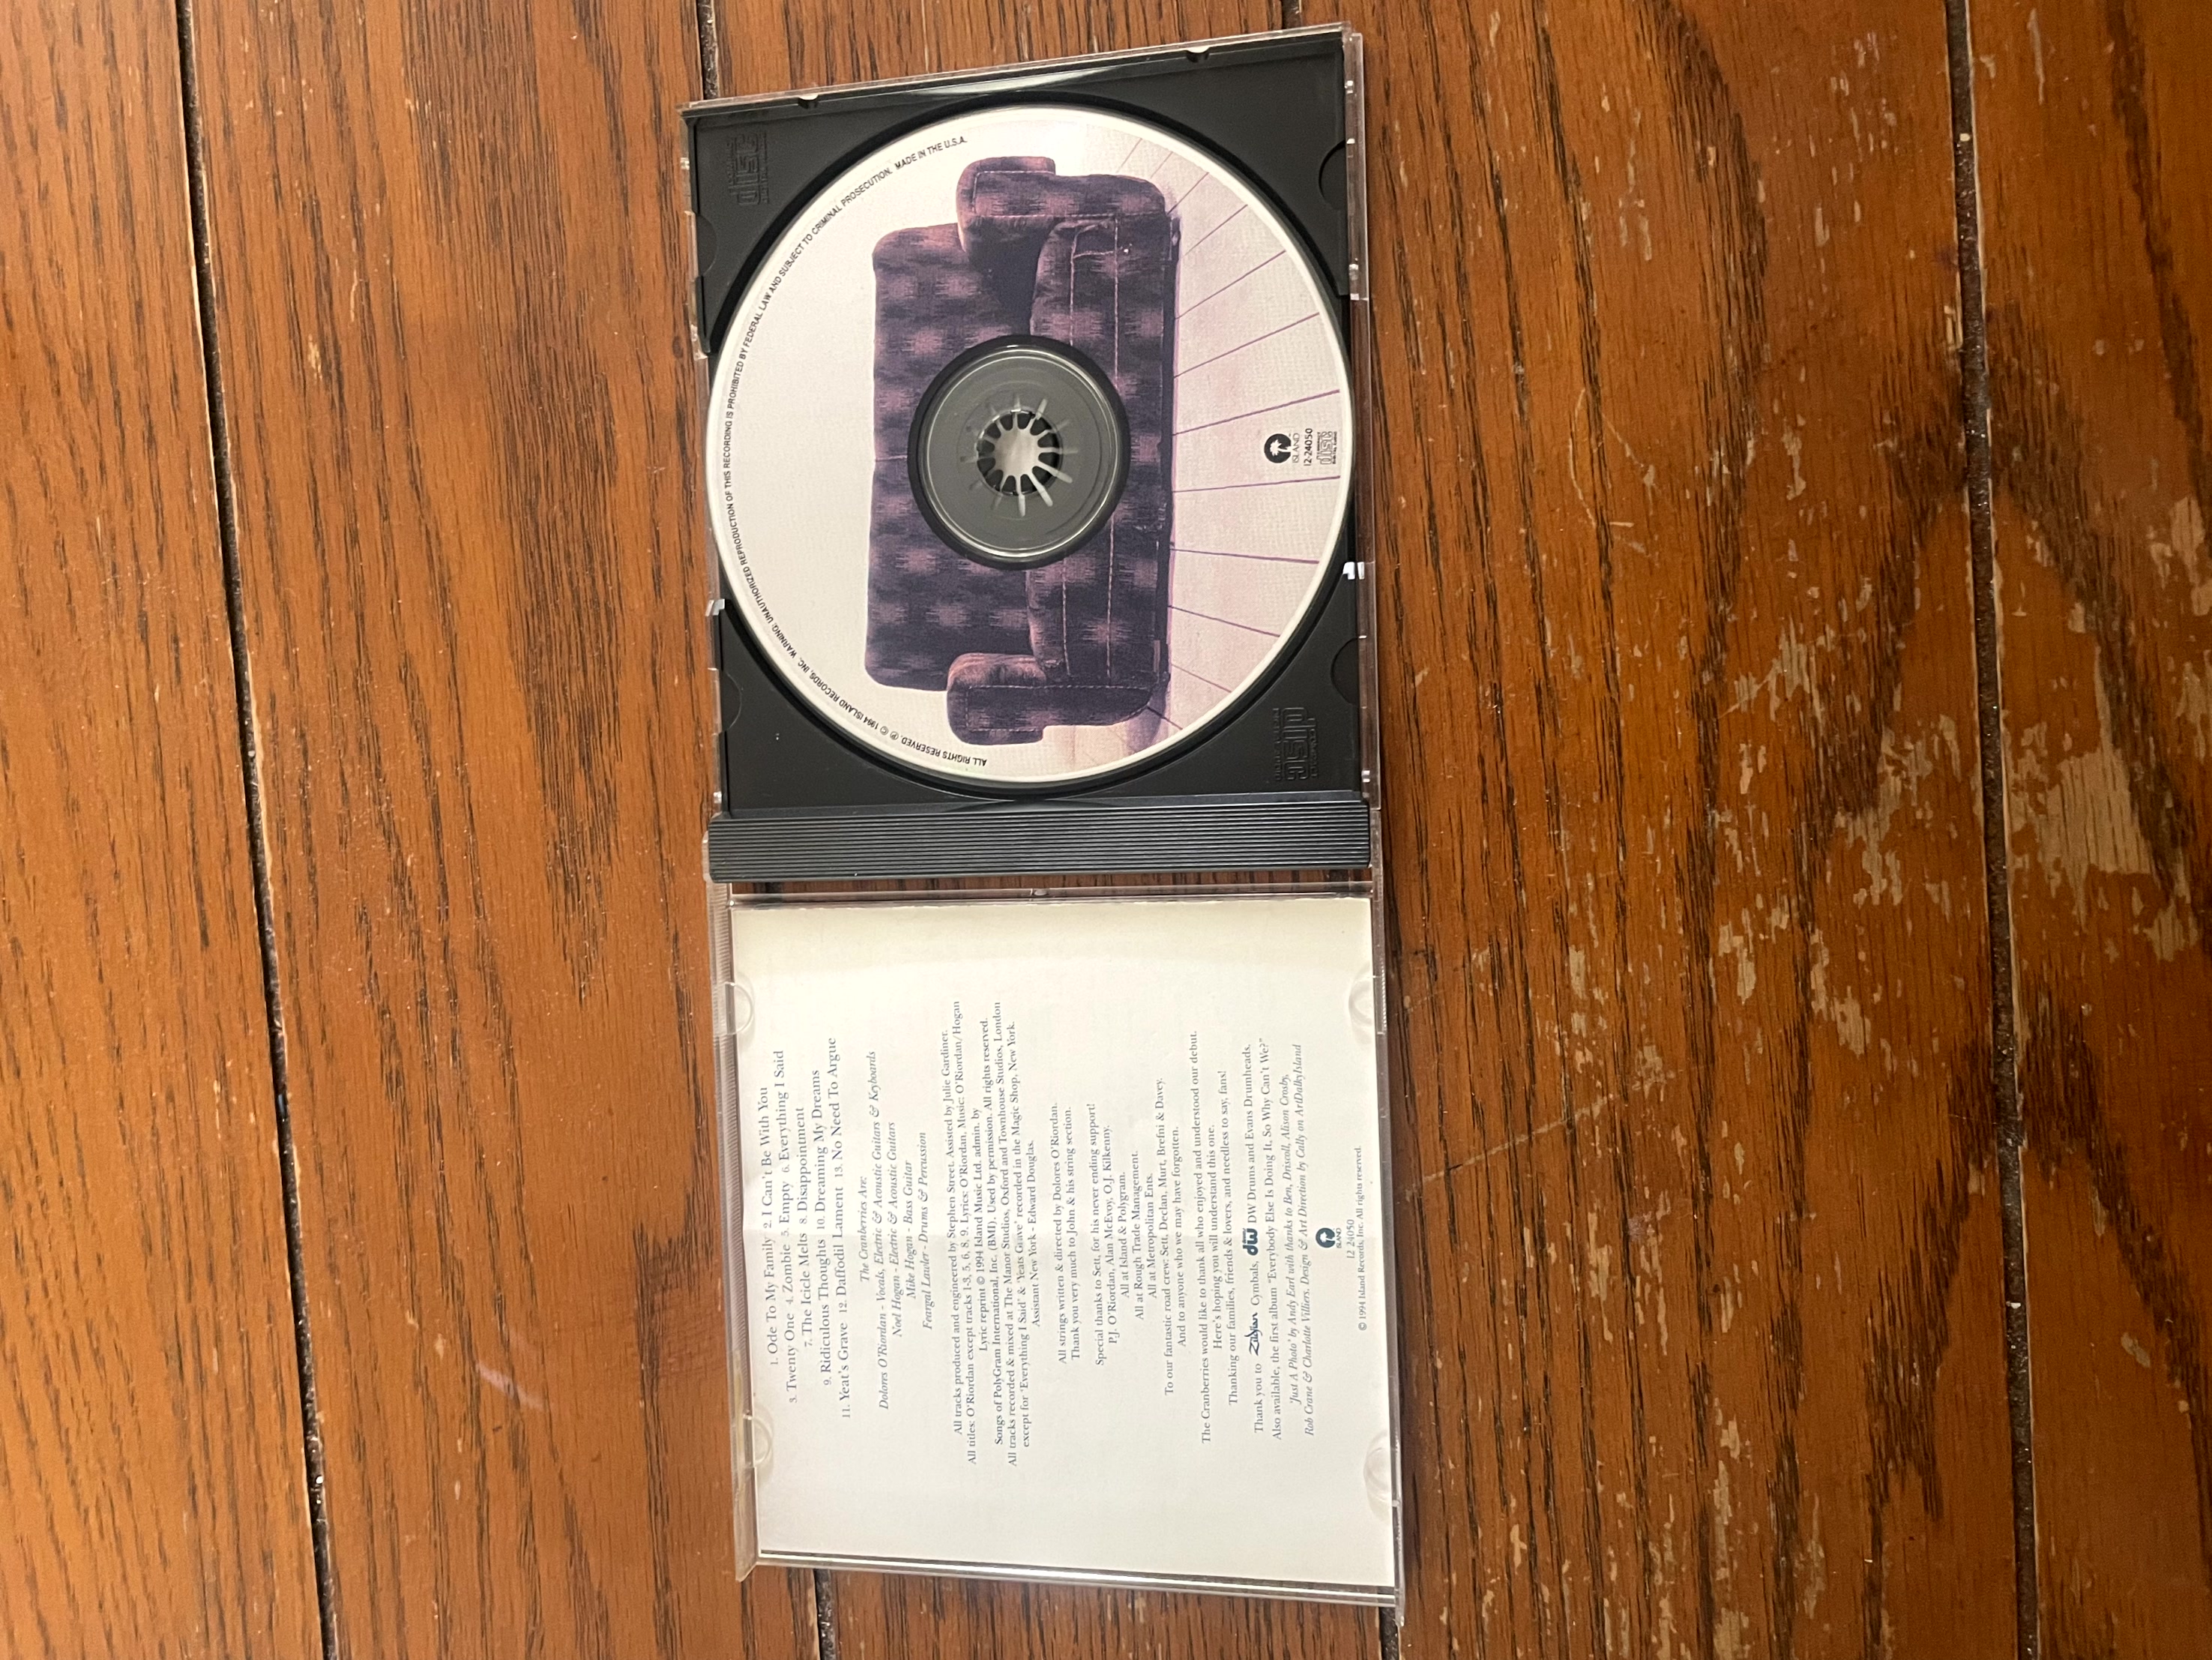 1. Ode To My Family 2. I Can't Be With You
3. Twenty One 4. Zombie 5. Empty 6. Everything I Said
7. The Icicle Melts 8. Disappointment
9. Ridiculous Thoughts 10. Dreaming My Dreams
11. Yeat's Grave 12. Daffodil Lament 13. No Need To Argue
The Cranberries Are:
Dolores O'Riordan - Vocals, Electric & Acoustic Guitars & Keyboards
Noel Hogan - Electric & Acoustic Guitars
Mike Hogan - Bass Guitar
Feargal Lawler - Drums & Percussion
All tracks produced and engineered by Stephen Street. Assisted by Julie Gardiner.
All titles: O'Riordan except tracks 1-3, 5, 6, 8, 9. Lyrics: O'Riordan, Music: O'Riordan/Hogan
Lyric reprint © 1994 Island Music Ltd. admin. by
Songs of PolyGram International, Inc. (BMI). Used by permission. All rights reserved.
All tracks recorded & mixed at The Manor Studios, Oxford and Townhouse Studios, London
except for 'Everything I Said' & 'Yeats Grave' recorded in the Magic Shop, New York.
Assistant New York - Edward Douglas.
All strings written & directed by Dolores O'Riordan.
Thank you very much to John & his string section.
Special thanks to Sett, for his never ending support!
P.J. O'Riordan, Alan McEvoy, O.J. Kilkenny.
All at Island & Polygram.
All at Rough Trade Management.
All at Metropolitan Ents.
To our fantastic road crew: Sett, Declan, Murt, Brefni & Davey.
And to anyone who we may have forgotten.
The Cranberries would like to thank all who enjoyed and understood our debut.
Here's hoping you will understand this one.
Thanking our families, friends & lovers, and needless to say, fans!
Thank you to Zildjian Cymbals, dw DW Drums and Evans Drumheads.
Also available, the first album "Everybody Else Is Doing It, So Why Can't We?"
'Just A Photo' by Andy Earl with thanks to Ben, Driscoll, Alison Crosby,
Rob Crane & Charlotte Villiers. Design & Art Direction by Cally on ArtDalkyIsland
ISLAND
12 24050
© 1994 Island Records, Inc. All rights reserved.
ALL RIGHTS RESERVED. ℗ © 1994 ISLAND RECORDS, INC. WARNING: UNAUTHORIZED REPRODUCTION OF THIS RECORDING IS PROHIBITED BY FEDERAL LAW AND SUBJECT TO CRIMINAL PROSECUTION. MADE IN THE U.S.A.
ISLAND
12-24050
COMPACT
disc
DIGITAL AUDIO
COMPACT
disc
DIGITAL AUDIO
COMPACT
disc
DIGITAL AUDIO